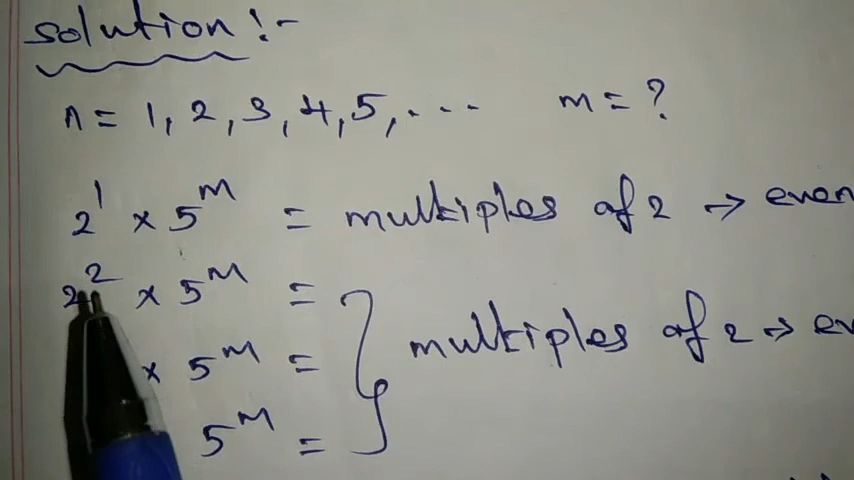 solution :-
n = 1, 2, 3, 4, 5, ... m = ?
2¹ × 5ᵐ = multiples of 2 → even
2² × 5ᵐ =
multiples of 2 →
× 5ᵐ =
5ᵐ =